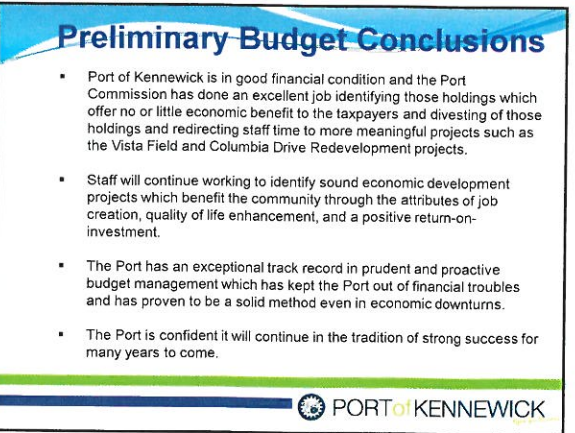 Preliminary Budget Conclusions
▪ Port of Kennewick is in good financial condition and the Port
Commission has done an excellent job identifying those holdings which
offer no or little economic benefit to the taxpayers and divesting of those
holdings and redirecting staff time to more meaningful projects such as
the Vista Field and Columbia Drive Redevelopment projects.
▪ Staff will continue working to identify sound economic development
projects which benefit the community through the attributes of job
creation, quality of life enhancement, and a positive return-on-
investment.
▪ The Port has an exceptional track record in prudent and proactive
budget management which has kept the Port out of financial troubles
and has proven to be a solid method even in economic downturns.
▪ The Port is confident it will continue in the tradition of strong success for
many years to come.
PORT of KENNEWICK